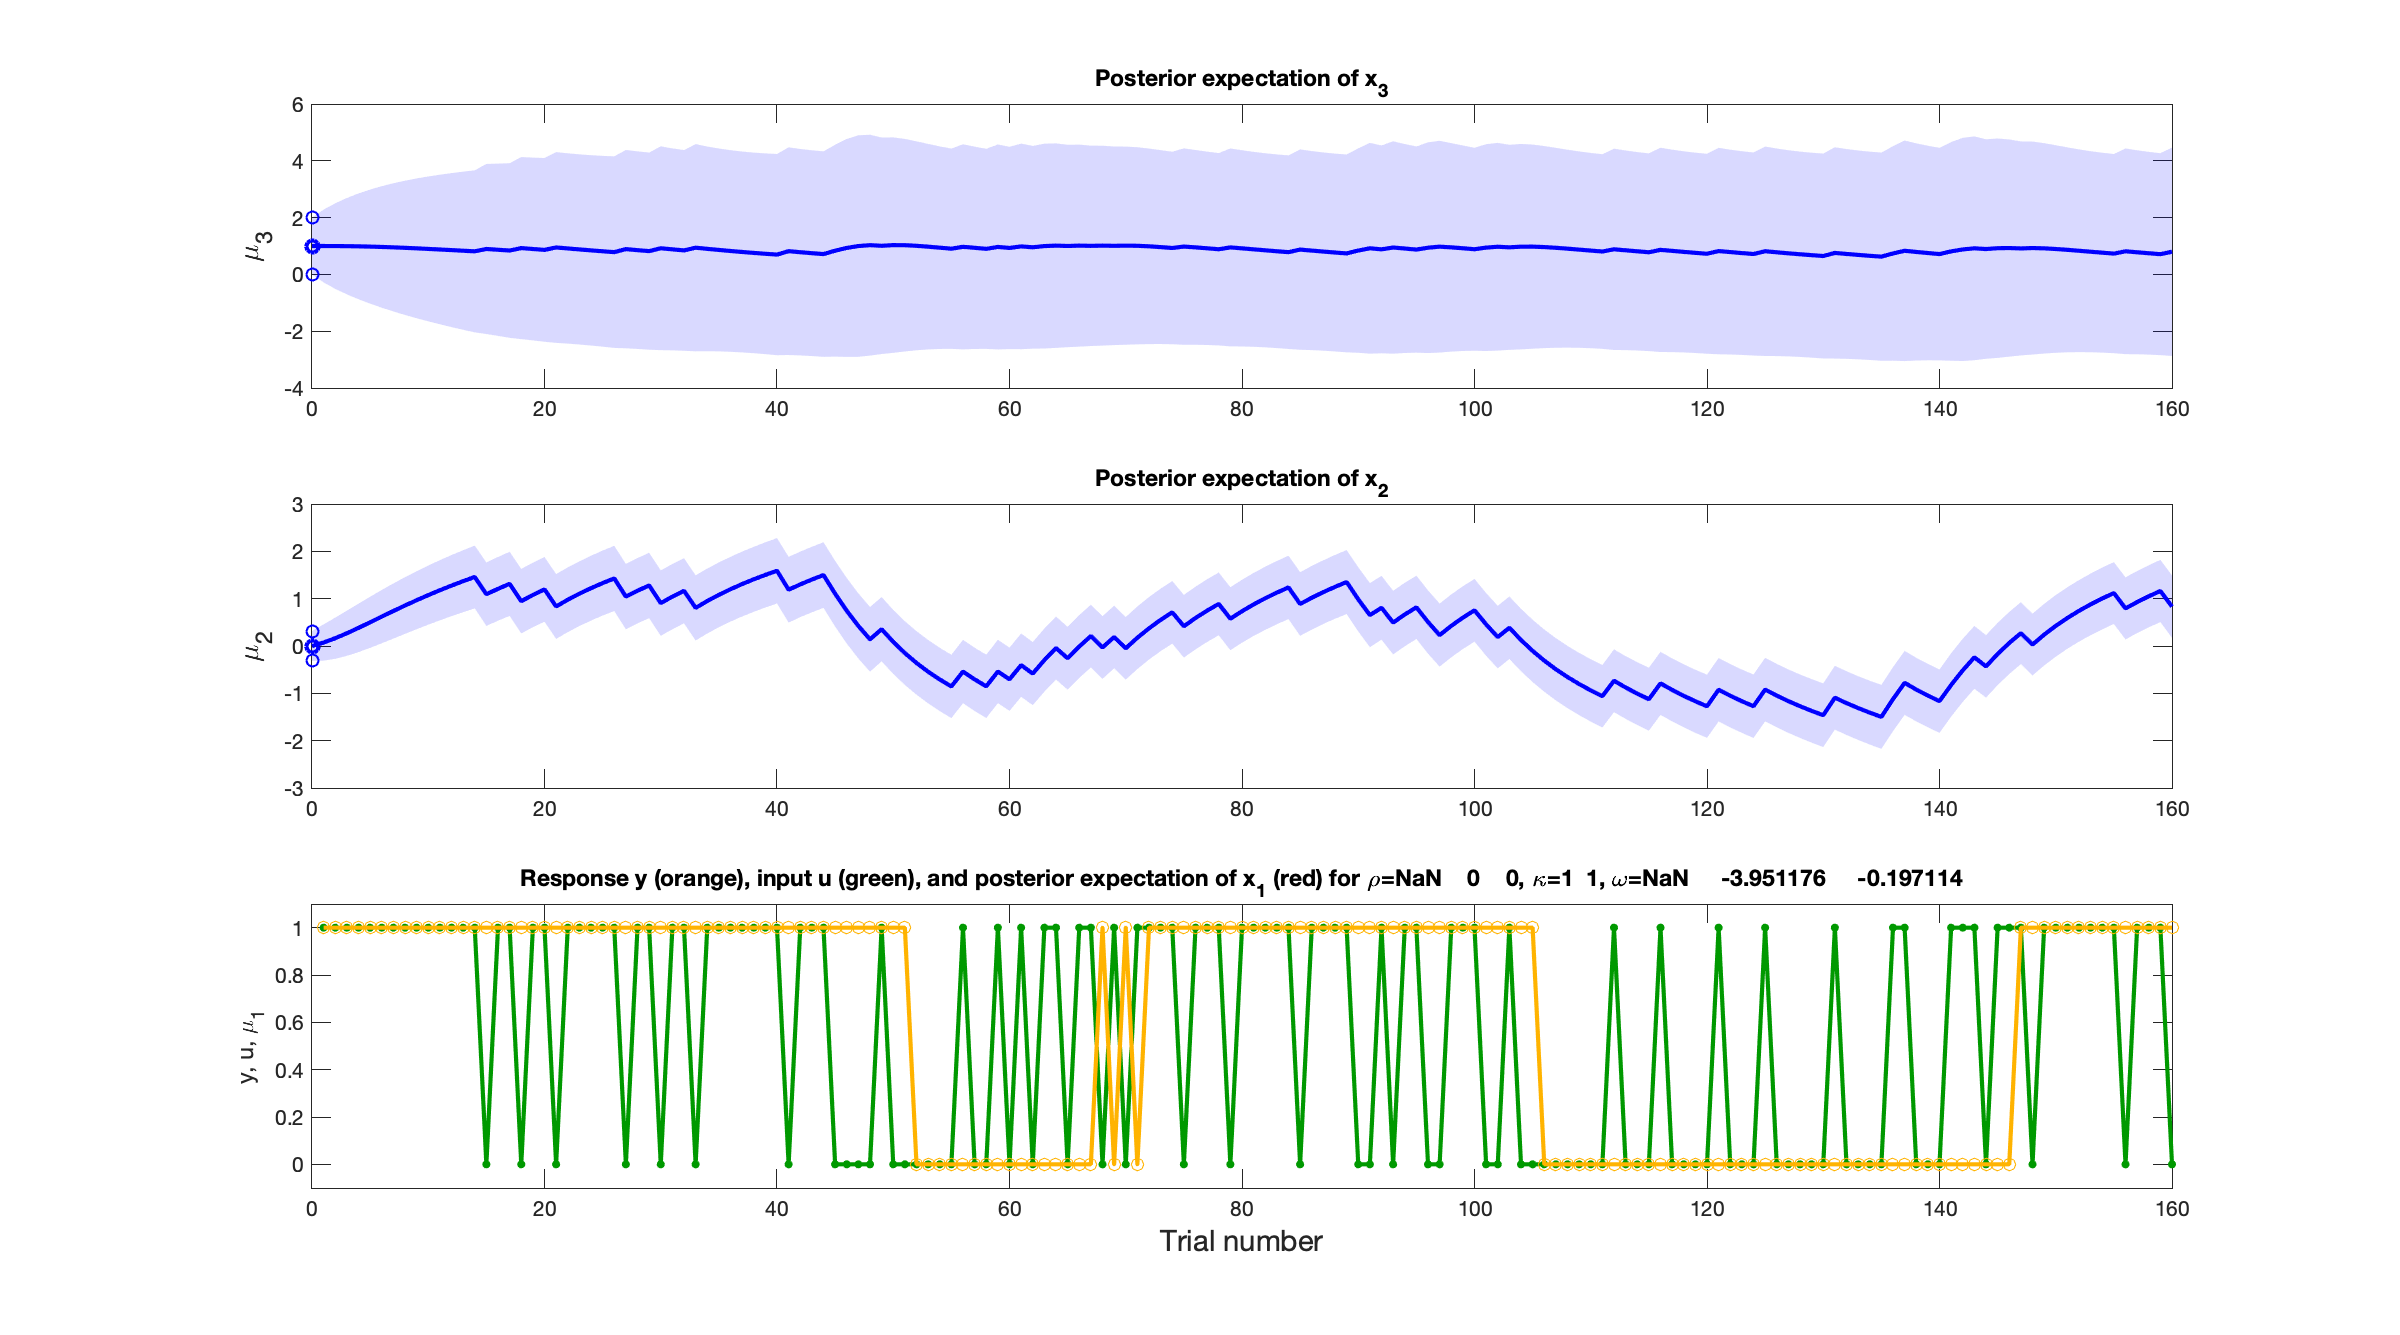 Posterior expectation of x3
6
4
2
0
-2
-4
μ3
0 20 40 60 80 100 120 140 160
Posterior expectation of x2
3
2
1
0
-1
-2
-3
μ2
0 20 40 60 80 100 120 140 160
Response y (orange), input u (green), and posterior expectation of x1 (red) for ρ=NaN 0 0, κ=1 1, ω=NaN -3.951176 -0.197114
1
0.8
0.6
0.4
0.2
0
y, u, μ1
0 20 40 60 80 100 120 140 160
Trial number